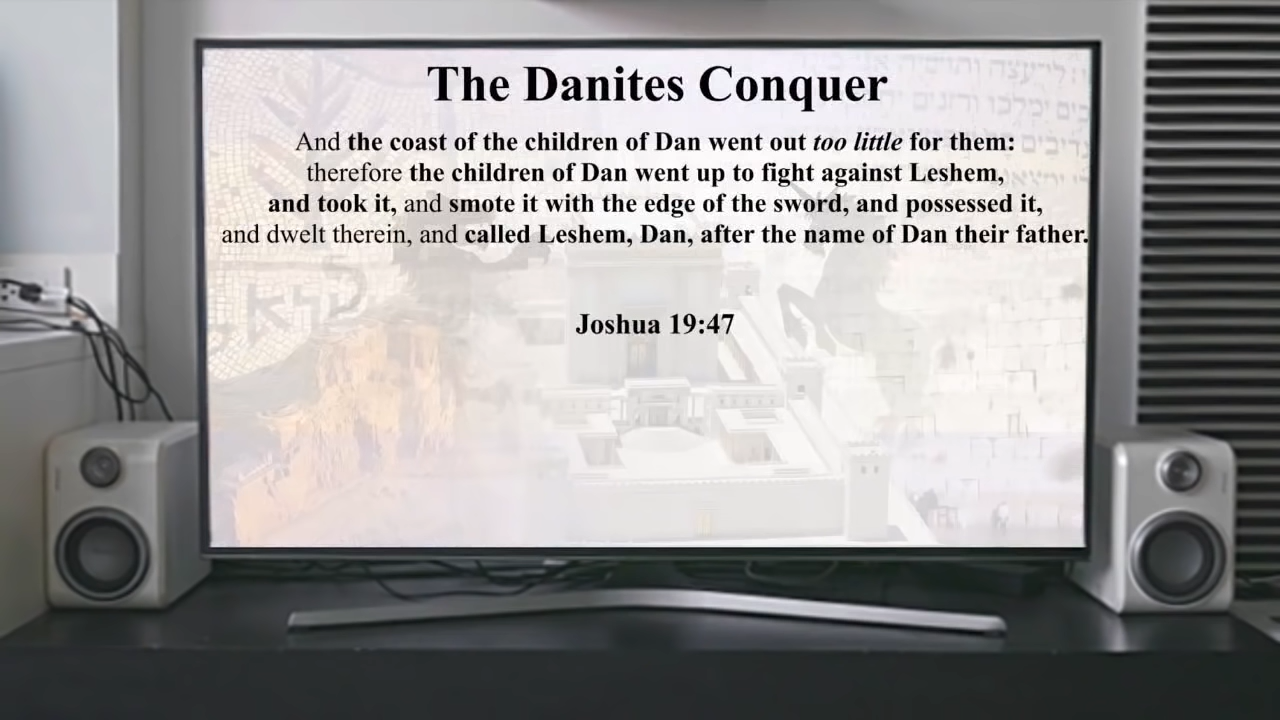 The Danites Conquer
And the coast of the children of Dan went out too little for them:
therefore the children of Dan went up to fight against Leshem,
and took it, and smote it with the edge of the sword, and possessed it,
and dwelt therein, and called Leshem, Dan, after the name of Dan their father.
Joshua 19:47